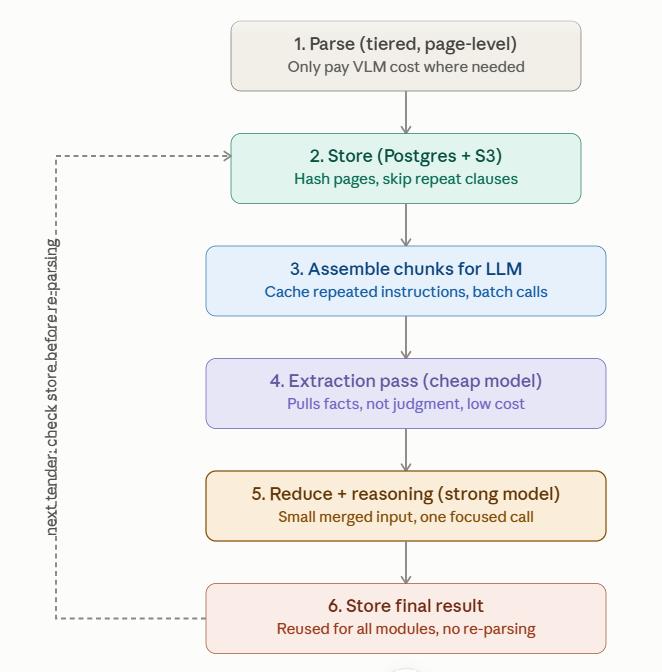 1. Parse (tiered, page-level)
Only pay VLM cost where needed
2. Store (Postgres + S3)
Hash pages, skip repeat clauses
3. Assemble chunks for LLM
Cache repeated instructions, batch calls
4. Extraction pass (cheap model)
Pulls facts, not judgment, low cost
5. Reduce + reasoning (strong model)
Small merged input, one focused call
6. Store final result
Reused for all modules, no re-parsing
next tender: check store before re-parsing